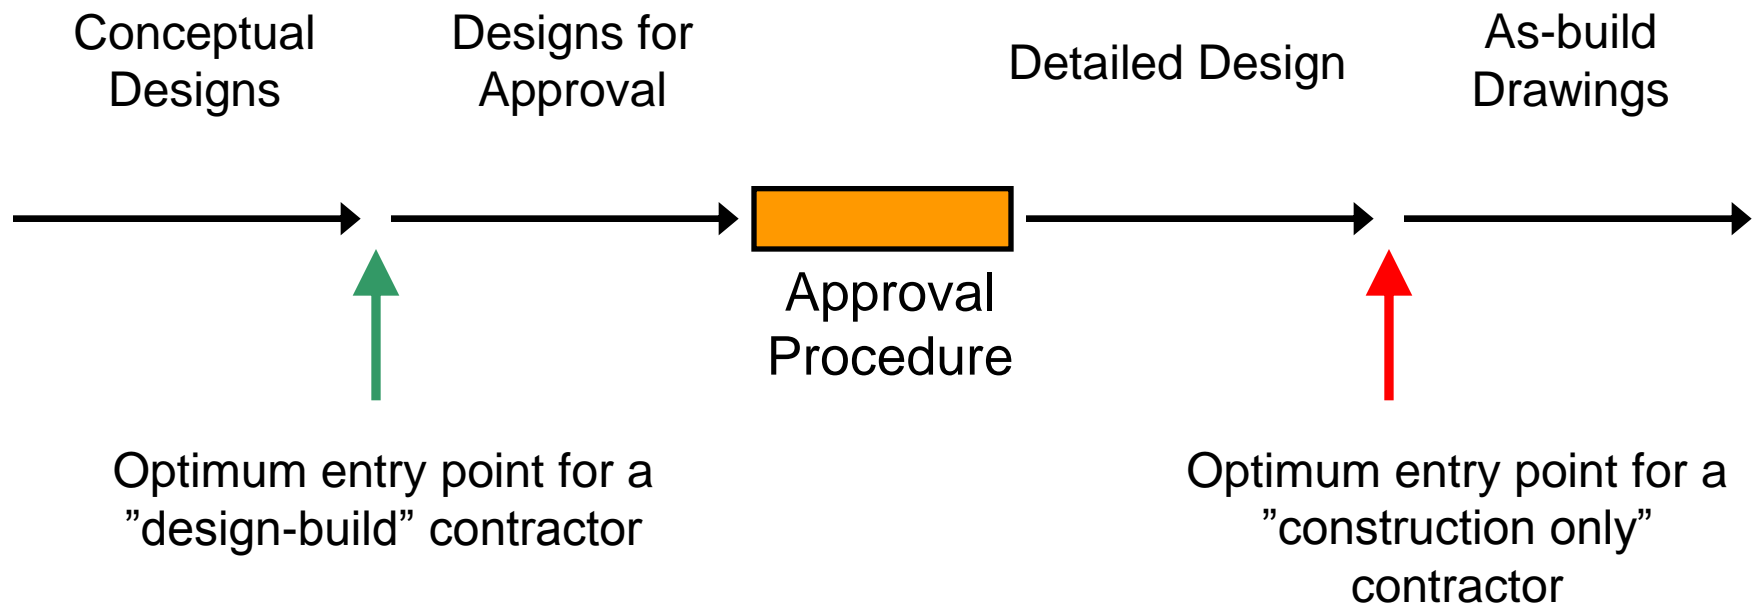 Conceptual
Designs
Designs for
Approval
Detailed Design
As-build
Drawings
Approval
Procedure
Optimum entry point for a
”design-build” contractor
Optimum entry point for a
”construction only”
contractor